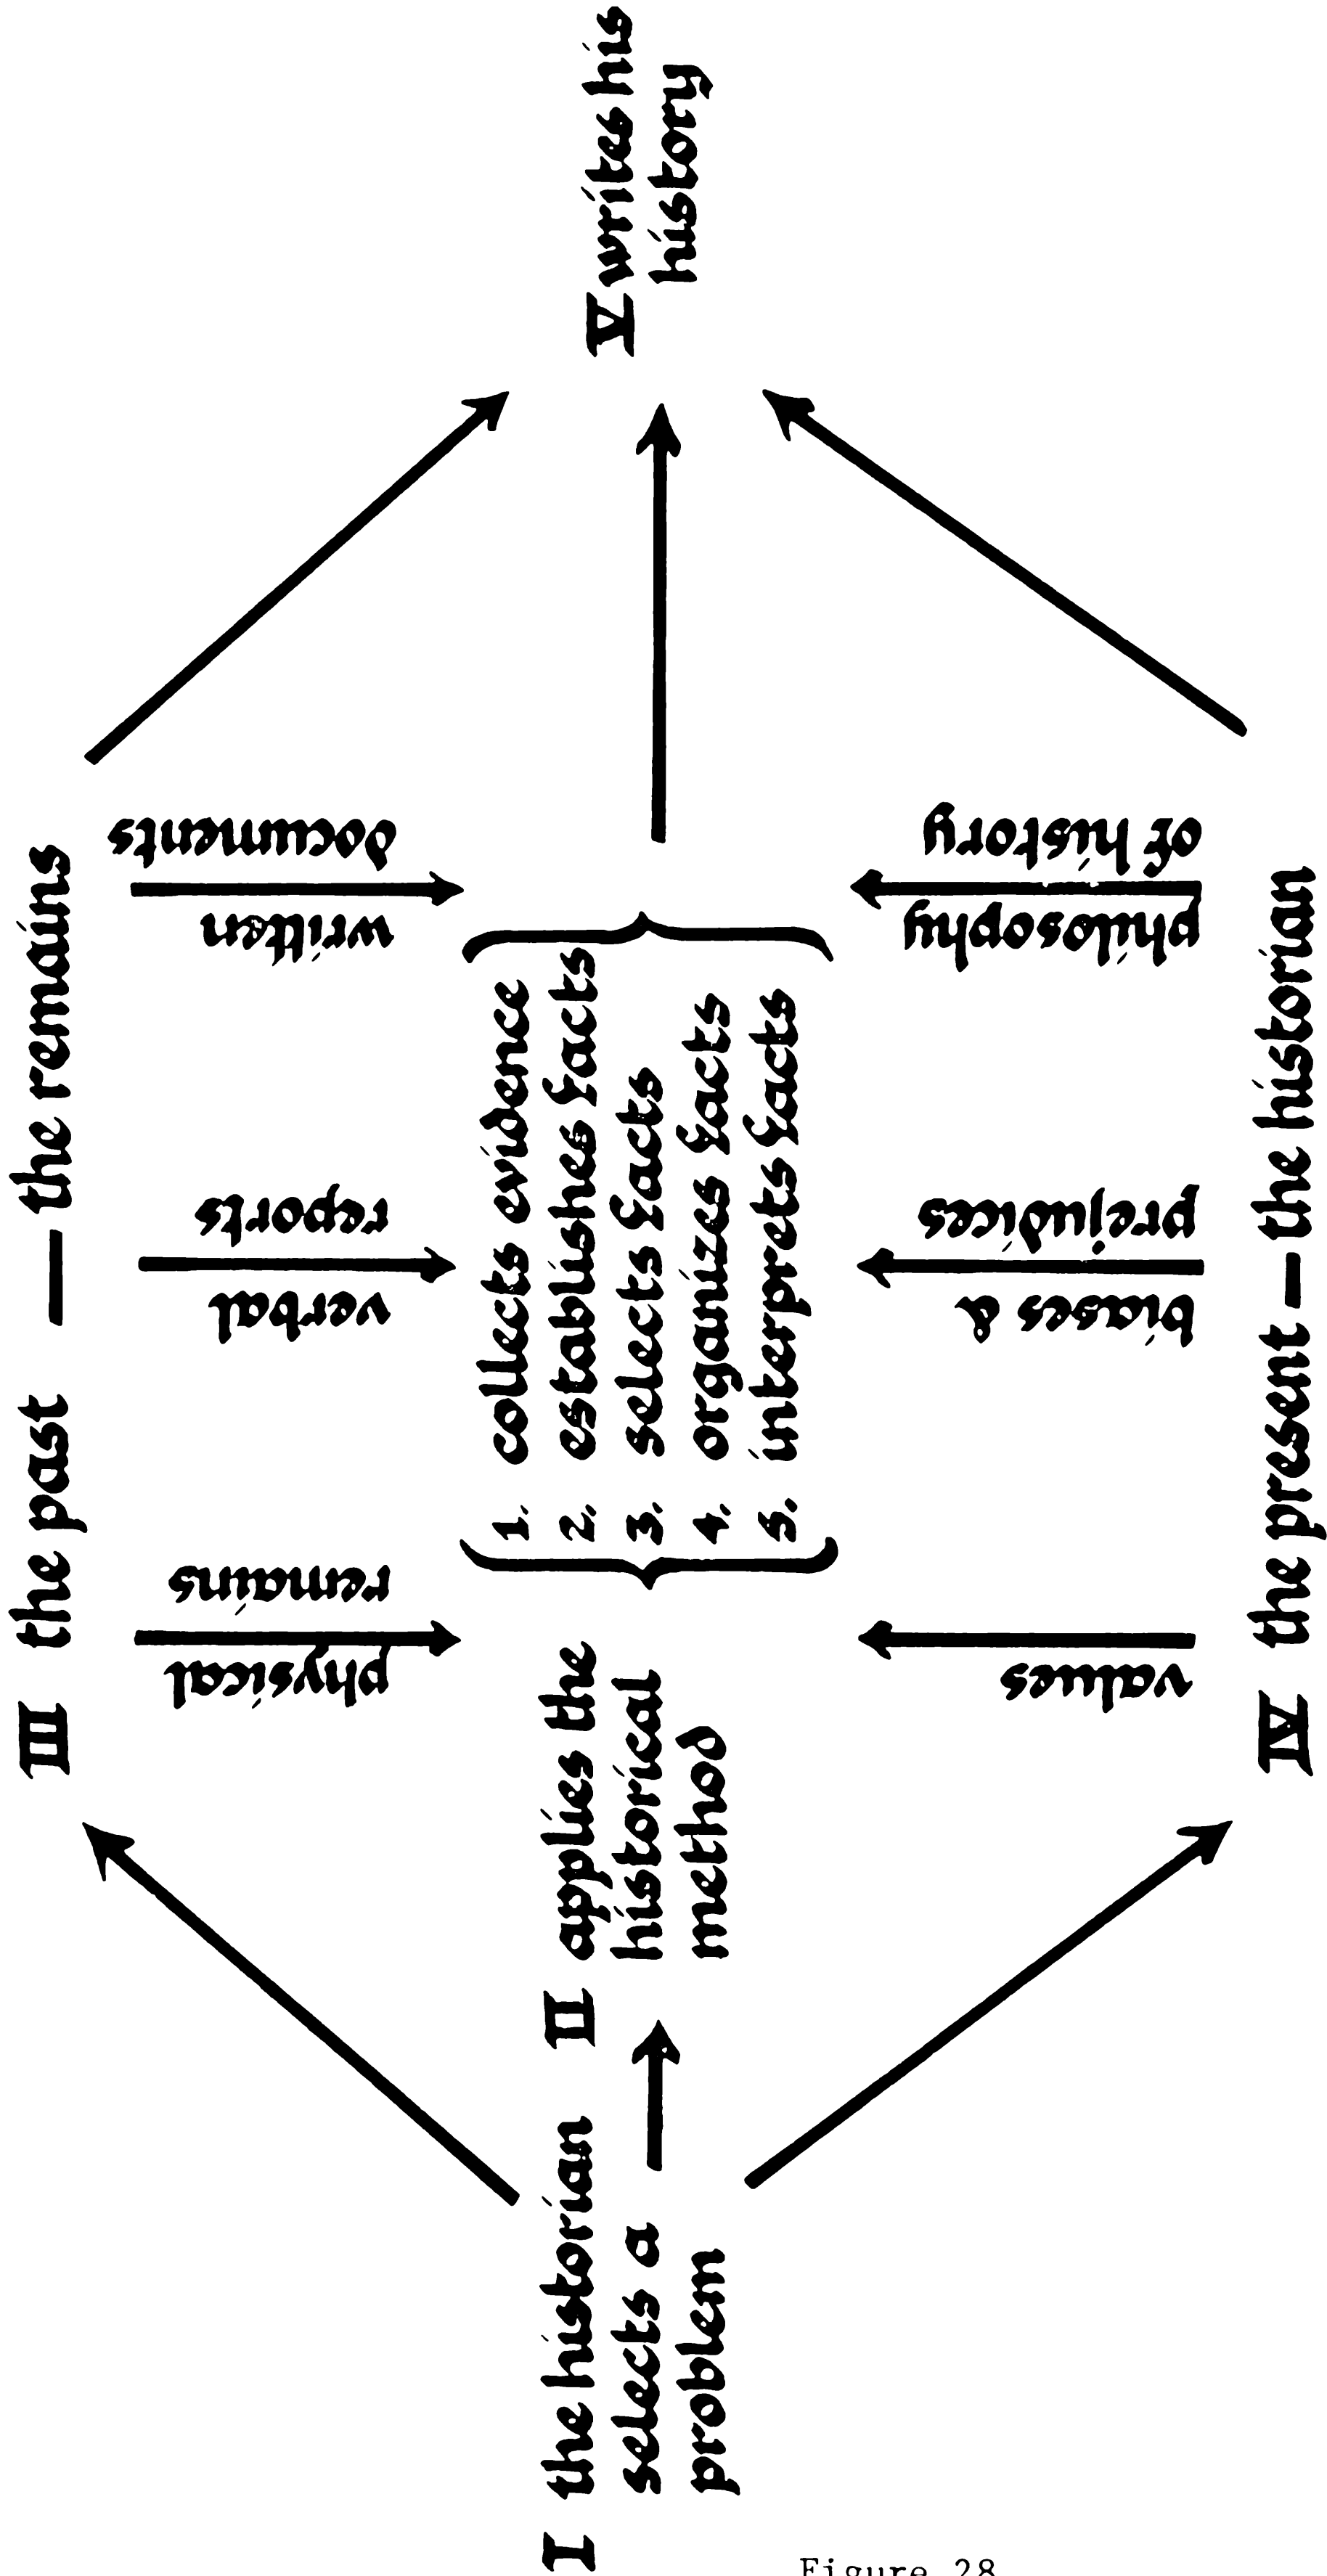 III the past — the remains
physical
remains
verbal
reports
written
documents
I the historian
selects a
problem
II applies the
historical
method
1. collects evidence
2. establishes facts
3. selects facts
4. organizes facts
5. interprets facts
V writes his
history
values
biases &
prejudices
philosophy
of history
IV the present — the historian
Figure 28